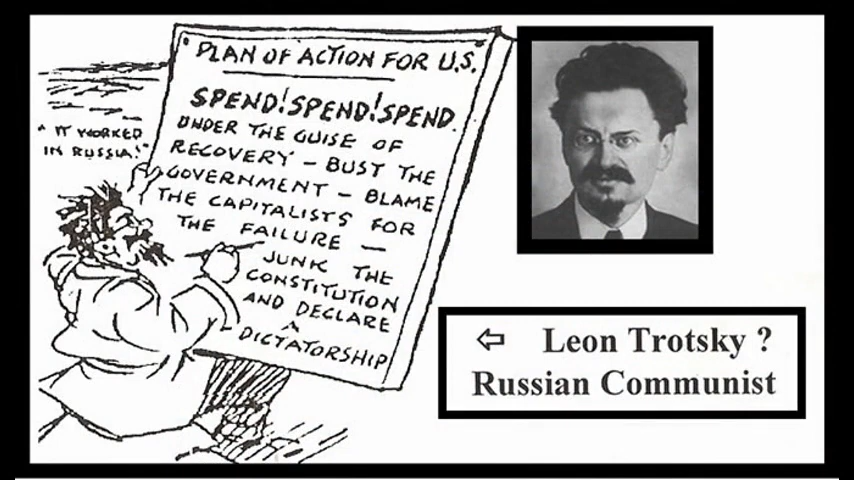 "PLAN OF ACTION FOR U.S."
SPEND! SPEND! SPEND.
UNDER THE GUISE OF
RECOVERY – BUST THE
GOVERNMENT – BLAME
THE CAPITALISTS FOR
THE FAILURE —
JUNK THE
CONSTITUTION
AND DECLARE
A
DICTATORSHIP
"IT WORKED
IN RUSSIA!"
⇦ Leon Trotsky ?
Russian Communist